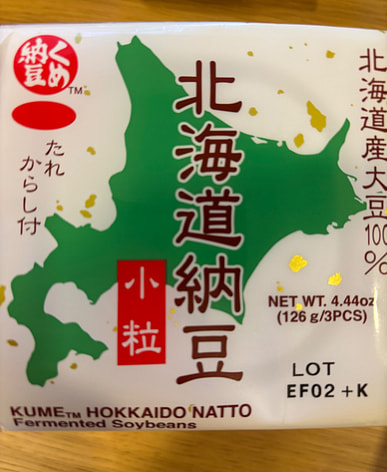 くめ
納豆
TM
たれ
からし付
北海道納豆
小粒
北海道産大豆100%
NET WT. 4.44oz
(126 g/3PCS)
LOT
EF02 +K
KUME™ HOKKAIDO NATTO
Fermented Soybeans